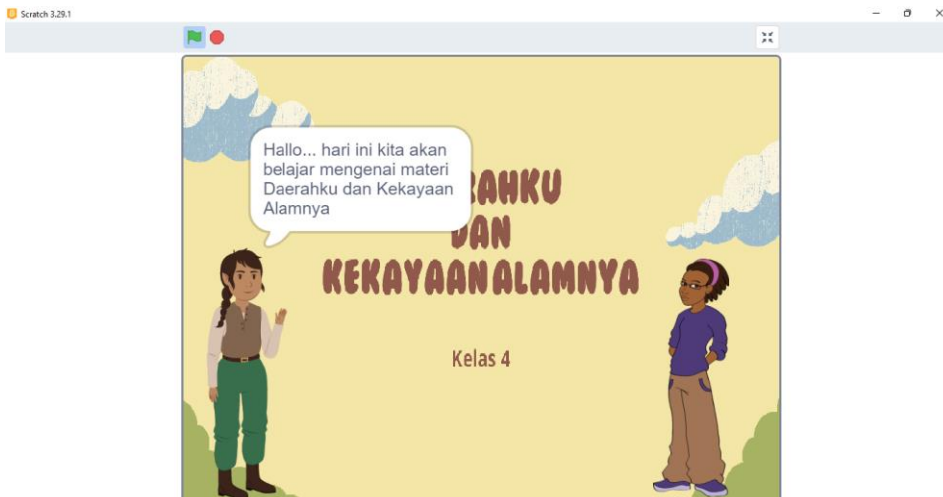 Scratch 3.29.1
Hallo... hari ini kita akan
belajar mengenai materi
Daerahku dan Kekayaan
Alamnya
RAHKU
DAN
KEKAYAAN ALAMNYA
Kelas 4